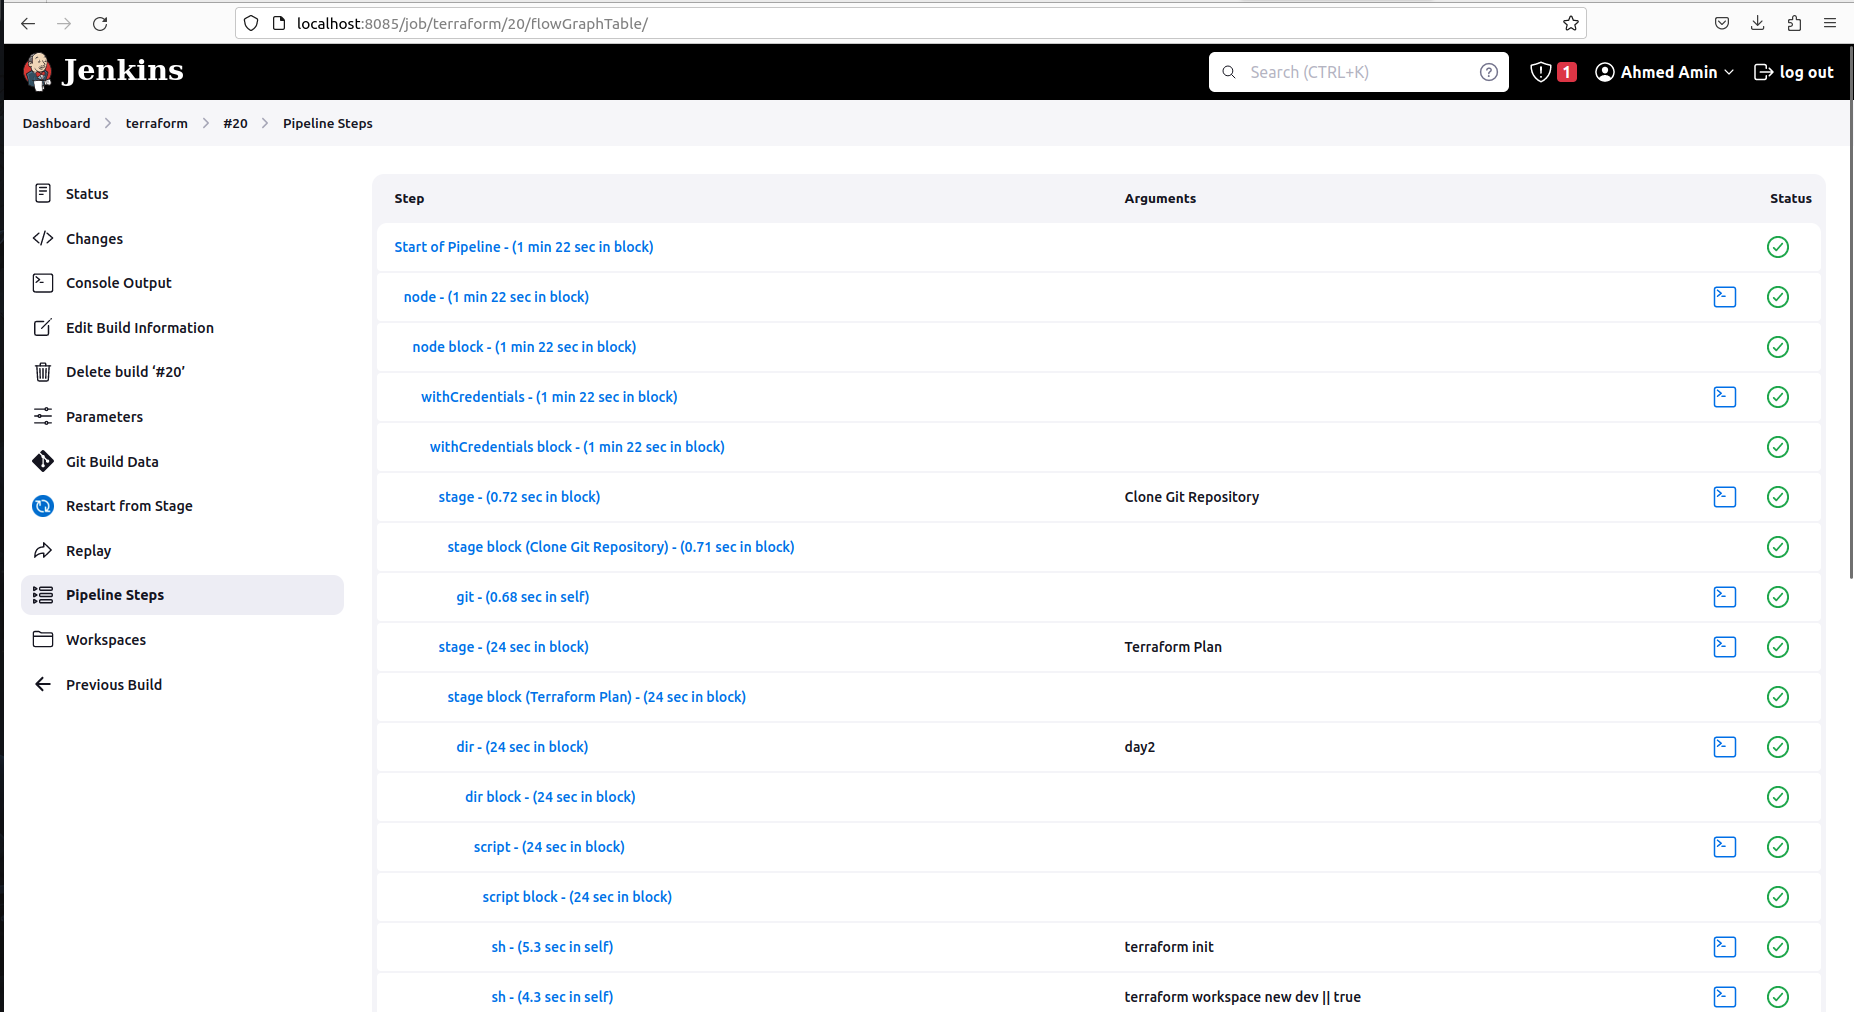 localhost:8085/job/terraform/20/flowGraphTable/
Jenkins
Search (CTRL+K)
1
Ahmed Amin
log out
Dashboard
terraform
#20
Pipeline Steps
Status
Changes
Console Output
Edit Build Information
Delete build ‘#20’
Parameters
Git Build Data
Restart from Stage
Replay
Pipeline Steps
Workspaces
Previous Build
Step Arguments Status
Start of Pipeline - (1 min 22 sec in block)
node - (1 min 22 sec in block)
node block - (1 min 22 sec in block)
withCredentials - (1 min 22 sec in block)
withCredentials block - (1 min 22 sec in block)
stage - (0.72 sec in block) Clone Git Repository
stage block (Clone Git Repository) - (0.71 sec in block)
git - (0.68 sec in self)
stage - (24 sec in block) Terraform Plan
stage block (Terraform Plan) - (24 sec in block)
dir - (24 sec in block) day2
dir block - (24 sec in block)
script - (24 sec in block)
script block - (24 sec in block)
sh - (5.3 sec in self) terraform init
sh - (4.3 sec in self) terraform workspace new dev || true